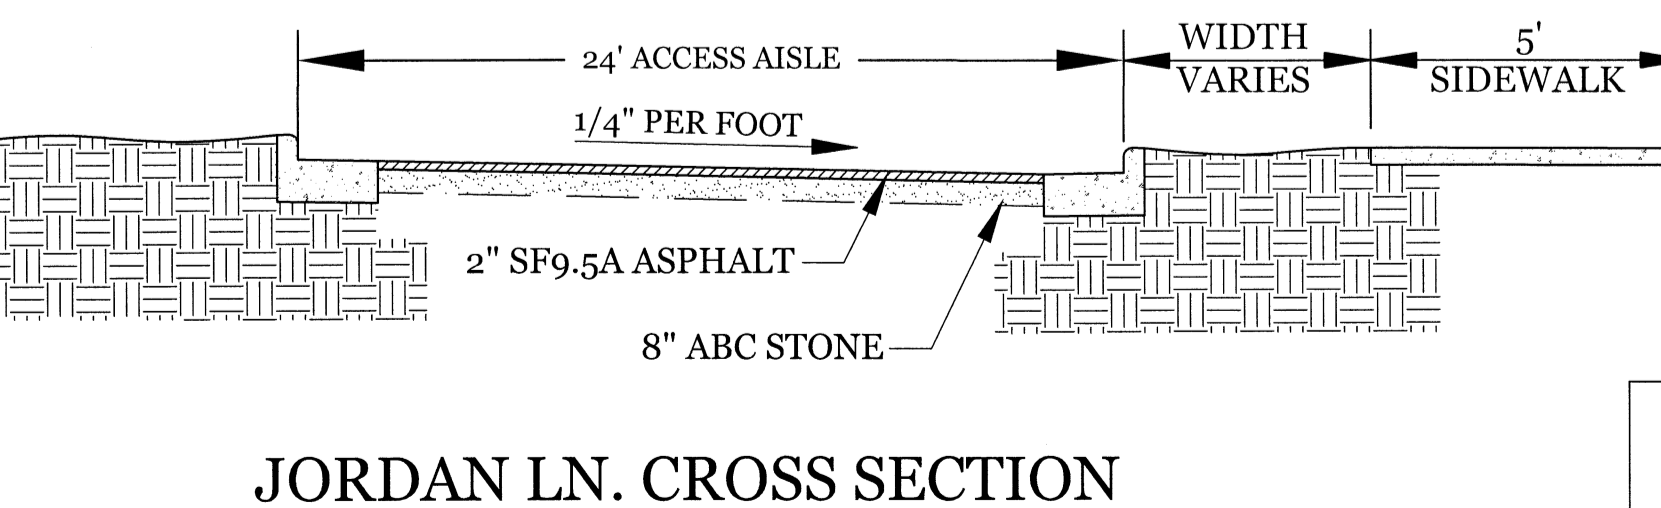 24' ACCESS AISLE
WIDTH
VARIES
5'
SIDEWALK
1/4" PER FOOT
2" SF9.5A ASPHALT
8" ABC STONE
JORDAN LN. CROSS SECTION